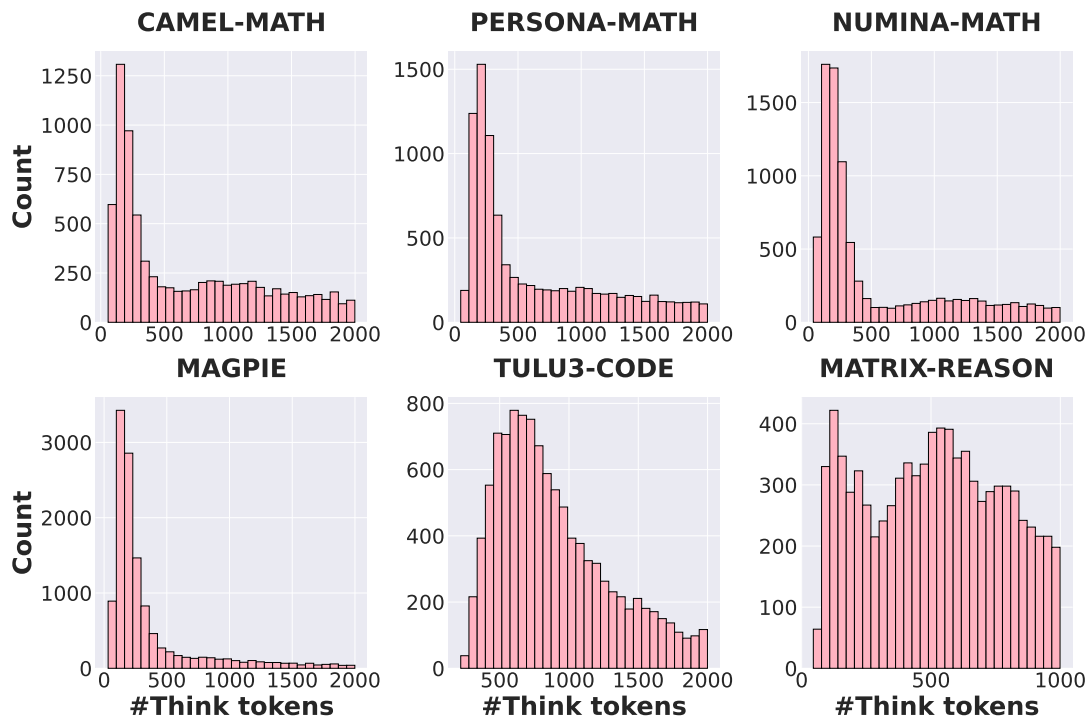 CAMEL-MATH PERSONA-MATH NUMINA-MATH
Count
1250
1000
750
500
250
0
0 500 1000 1500 2000
1500
1000
500
0
0 500 1000 1500 2000
1500
1000
500
0
0 500 1000 1500 2000
MAGPIE TULU3-CODE MATRIX-REASON
Count
3000
2000
1000
0
0 500 1000 1500 2000
#Think tokens
800
600
400
200
0
500 1000 1500 2000
#Think tokens
400
300
200
100
0
0 500 1000
#Think tokens